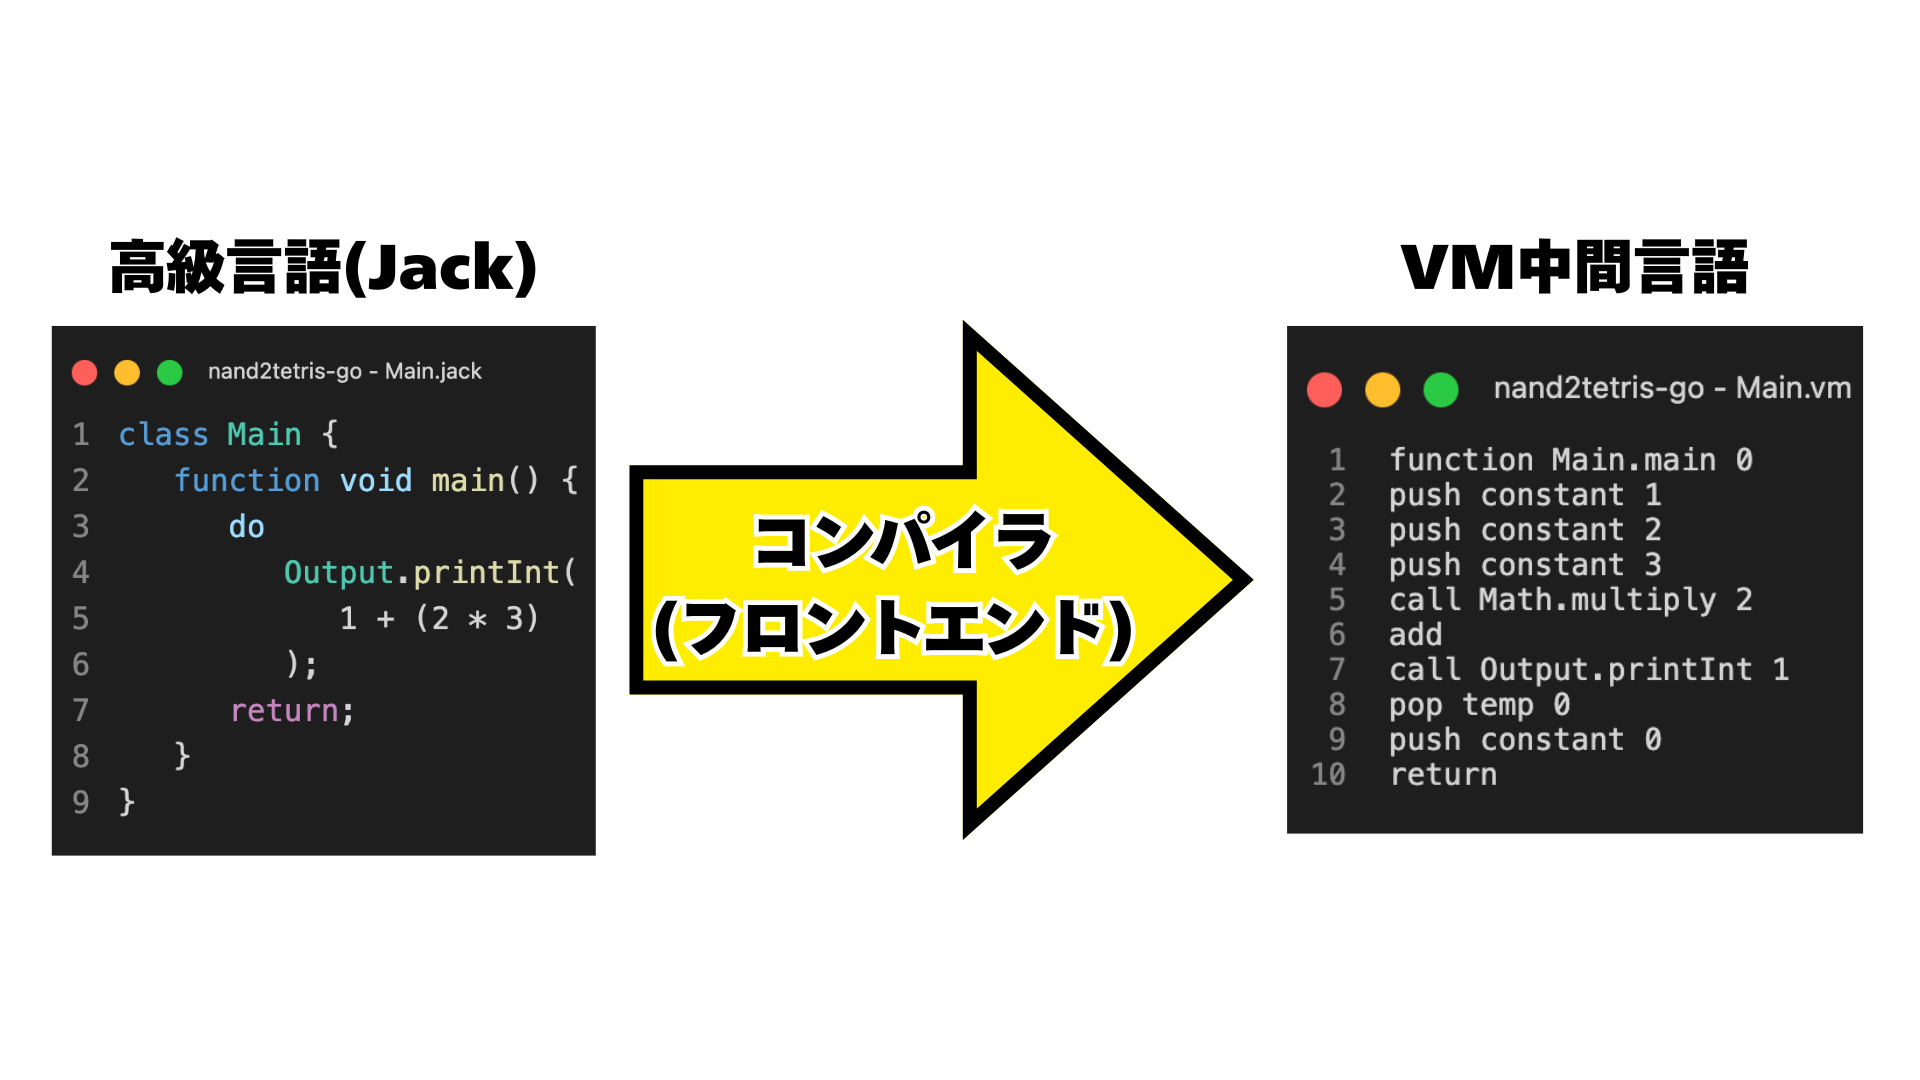 高級言語(Jack)
nand2tetris-go - Main.jack
1 class Main {
2    function void main() {
3       do
4          Output.printInt(
5             1 + (2 * 3)
6          );
7       return;
8    }
9 }
コンパイラ
(フロントエンド)
VM中間言語
nand2tetris-go - Main.vm
1 function Main.main 0
2 push constant 1
3 push constant 2
4 push constant 3
5 call Math.multiply 2
6 add
7 call Output.printInt 1
8 pop temp 0
9 push constant 0
10 return